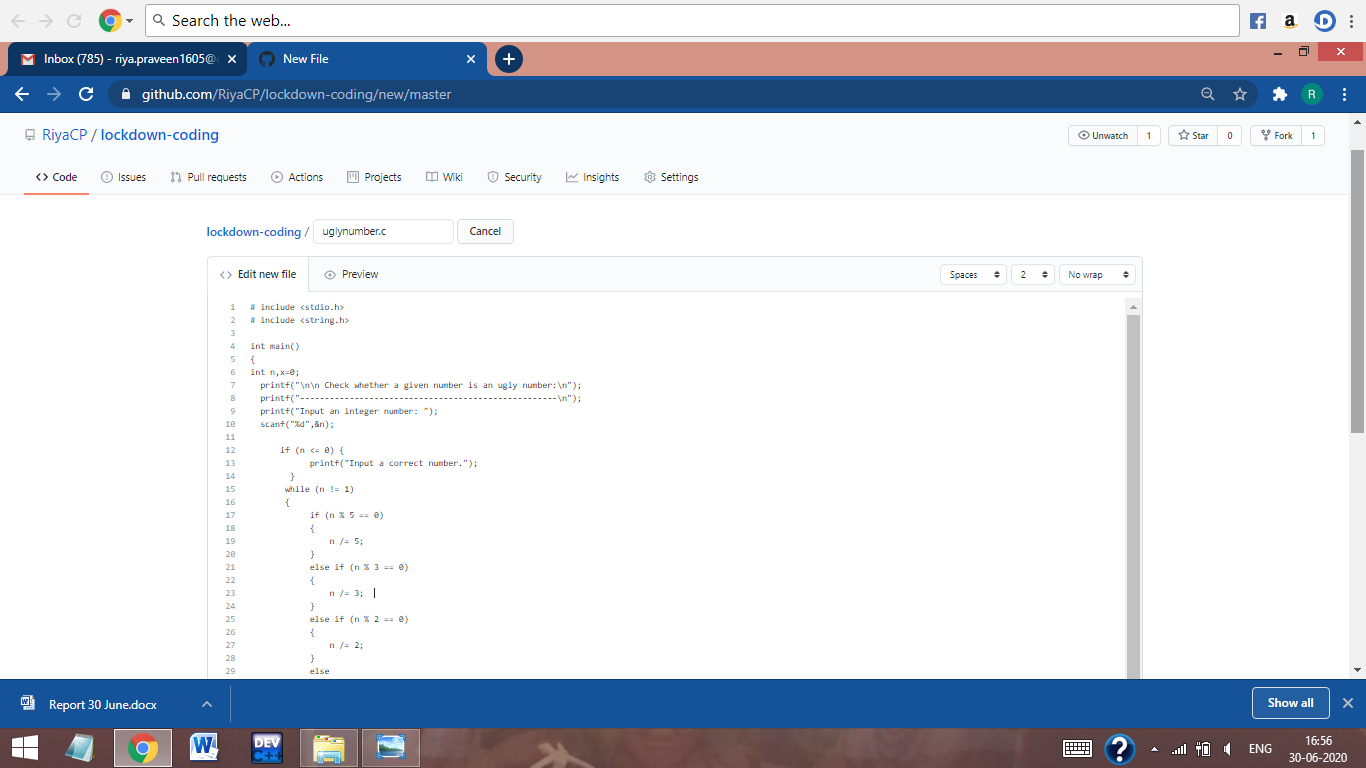 Search the web...
Inbox (785) - riya.praveen1605@
New File
github.com/RiyaCP/lockdown-coding/new/master
R
RiyaCP / lockdown-coding
Unwatch 1 Star 0 Fork 1
Code Issues Pull requests Actions Projects Wiki Security Insights Settings
lockdown-coding / uglynumber.c Cancel
Edit new file Preview Spaces 2 No wrap
1 # include <stdio.h>
2 # include <string.h>
3
4 int main()
5 {
6 int n,x=0;
7 printf("\n\n Check whether a given number is an ugly number:\n");
8 printf("----------------------------------------------------\n");
9 printf("Input an integer number: ");
10 scanf("%d",&n);
11
12 if (n <= 0) {
13 printf("Input a correct number.");
14 }
15 while (n != 1)
16 {
17 if (n % 5 == 0)
18 {
19 n /= 5;
20 }
21 else if (n % 3 == 0)
22 {
23 n /= 3;
24 }
25 else if (n % 2 == 0)
26 {
27 n /= 2;
28 }
29 else
Report 30 June.docx
Show all
DEV
C++
ENG
16:56
30-06-2020